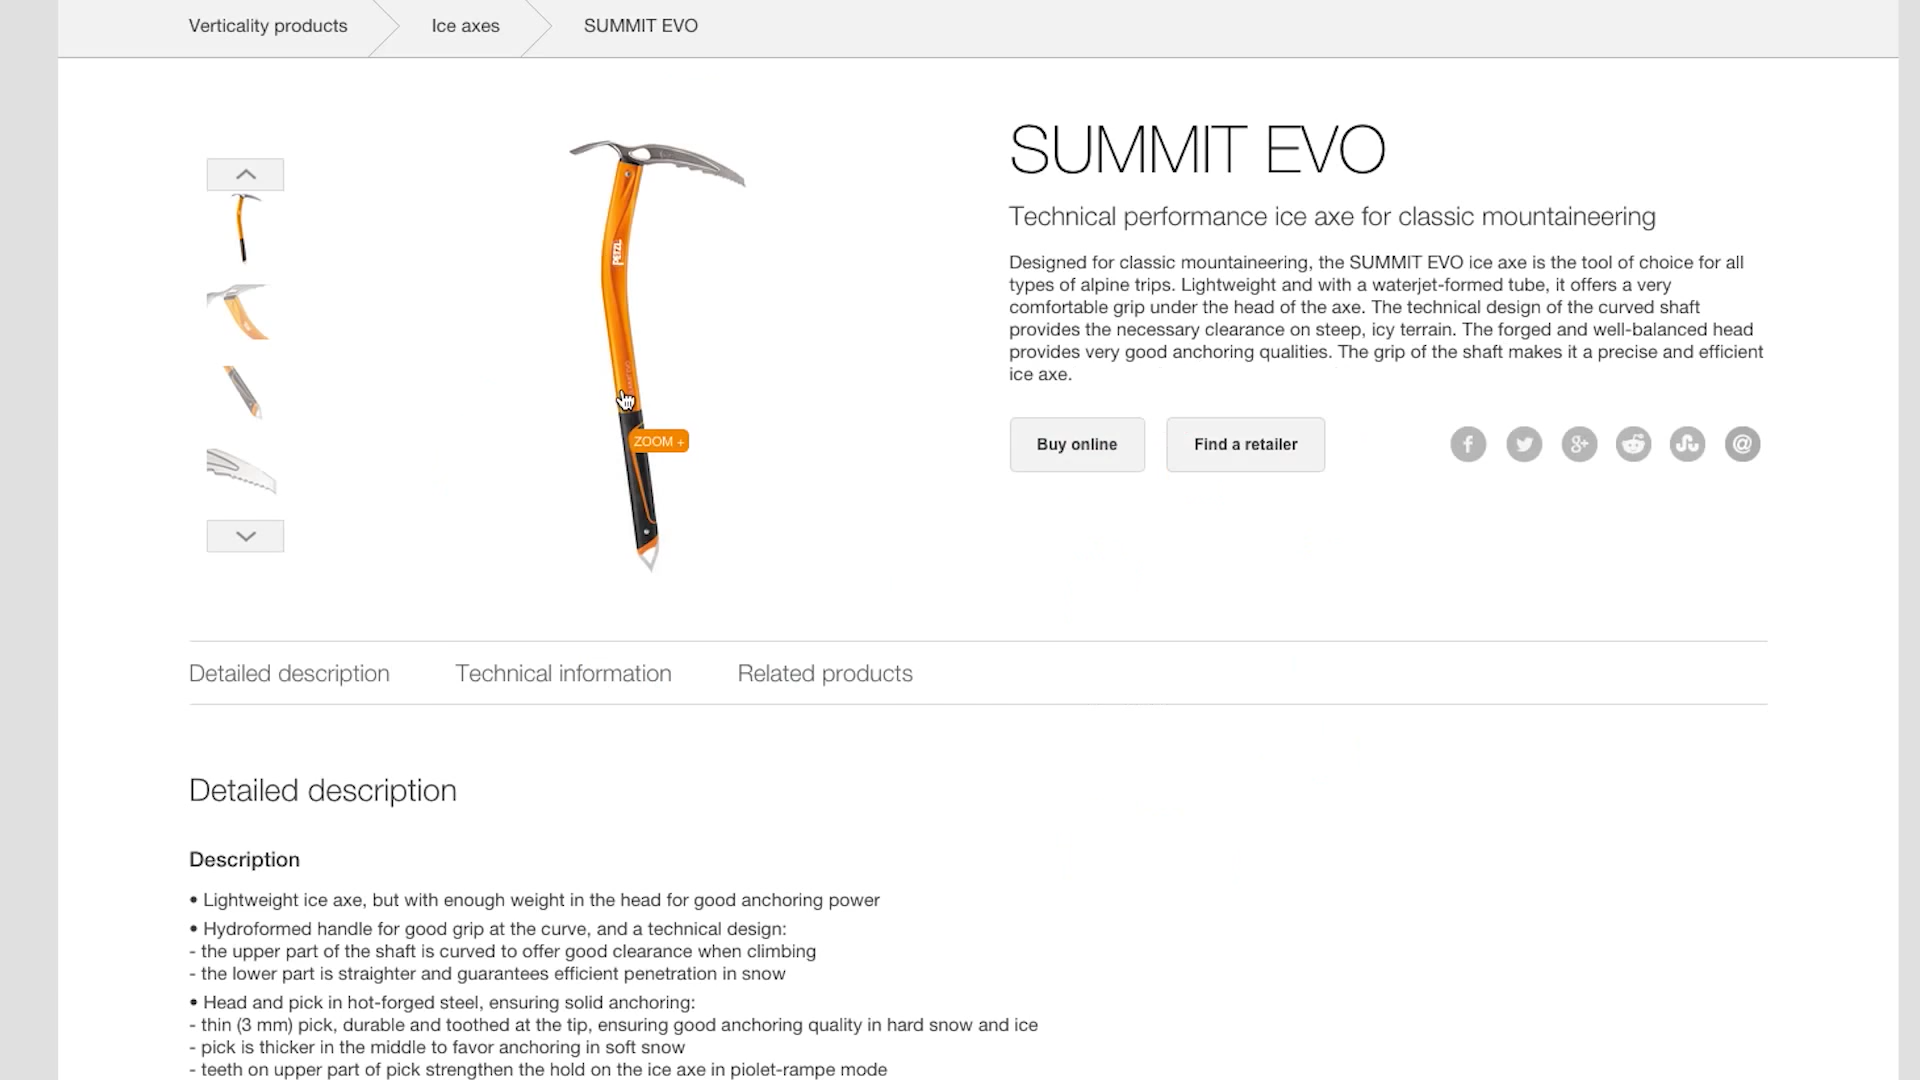 Verticality products
Ice axes
SUMMIT EVO
SUMMIT EVO
Technical performance ice axe for classic mountaineering
Designed for classic mountaineering, the SUMMIT EVO ice axe is the tool of choice for all
types of alpine trips. Lightweight and with a waterjet-formed tube, it offers a very
comfortable grip under the head of the axe. The technical design of the curved shaft
provides the necessary clearance on steep, icy terrain. The forged and well-balanced head
provides very good anchoring qualities. The grip of the shaft makes it a precise and efficient
ice axe.
PETZL
ZOOM +
Buy online
Find a retailer
Detailed description
Technical information
Related products
Detailed description
Description
• Lightweight ice axe, but with enough weight in the head for good anchoring power
• Hydroformed handle for good grip at the curve, and a technical design:
- the upper part of the shaft is curved to offer good clearance when climbing
- the lower part is straighter and guarantees efficient penetration in snow
• Head and pick in hot-forged steel, ensuring solid anchoring:
- thin (3 mm) pick, durable and toothed at the tip, ensuring good anchoring quality in hard snow and ice
- pick is thicker in the middle to favor anchoring in soft snow
- teeth on upper part of pick strengthen the hold on the ice axe in piolet-rampe mode